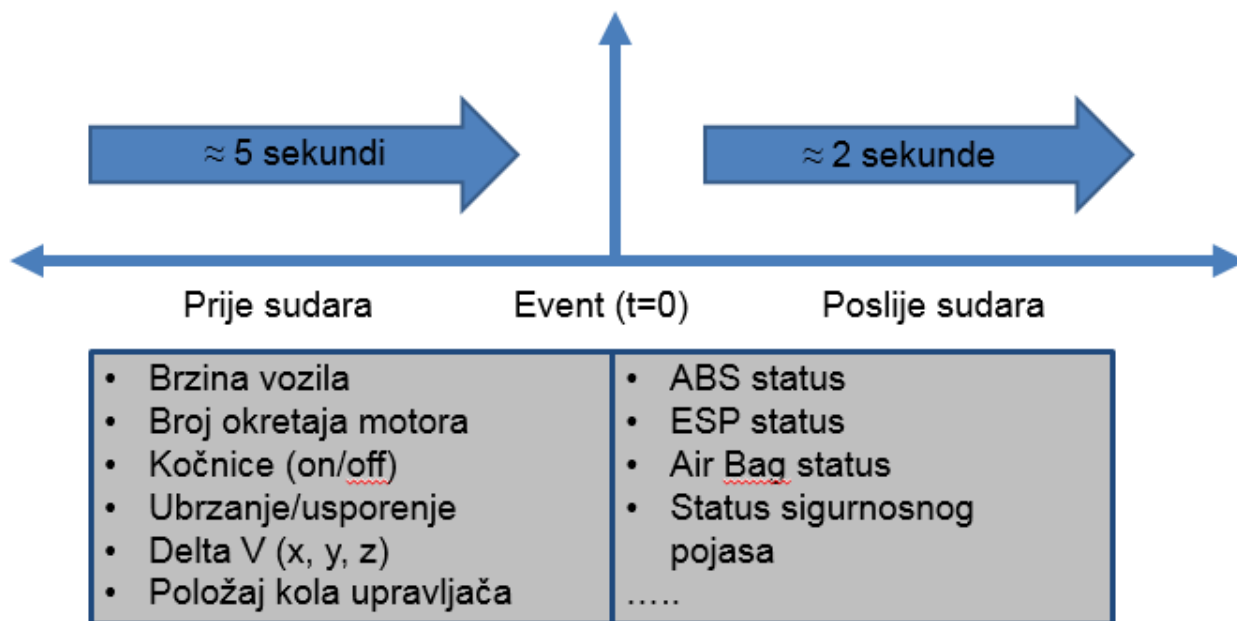 ≈ 5 sekundi
≈ 2 sekunde
Prije sudara
Event (t=0)
Poslije sudara
• Brzina vozila
• Broj okretaja motora
• Kočnice (on/off)
• Ubrzanje/usporenje
• Delta V (x, y, z)
• Položaj kola upravljača
• ABS status
• ESP status
• Air Bag status
• Status sigurnosnog
pojasa
…..